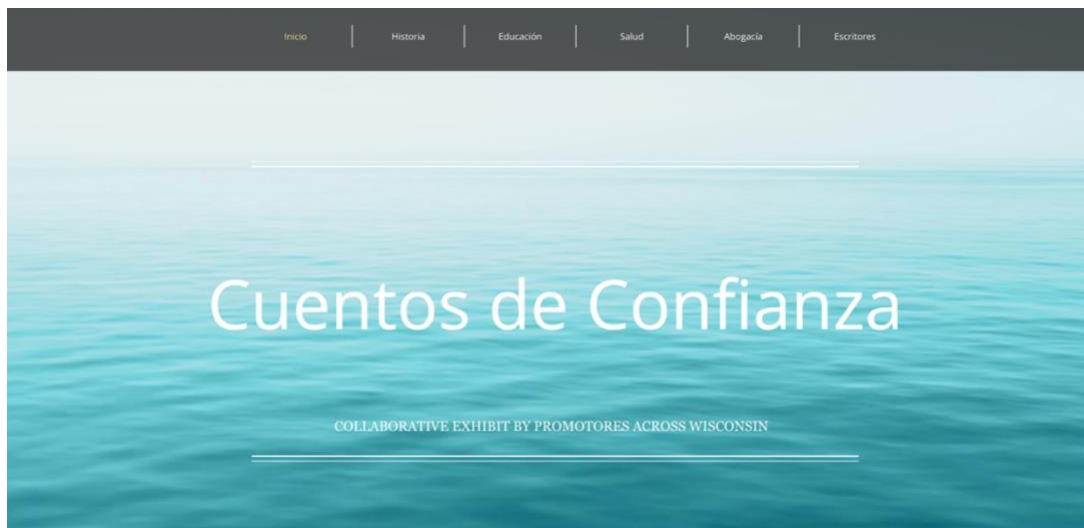 Inicio
Historia
Educación
Salud
Abogacía
Escritores
Cuentos de Confianza
COLLABORATIVE EXHIBIT BY PROMOTORES ACROSS WISCONSIN